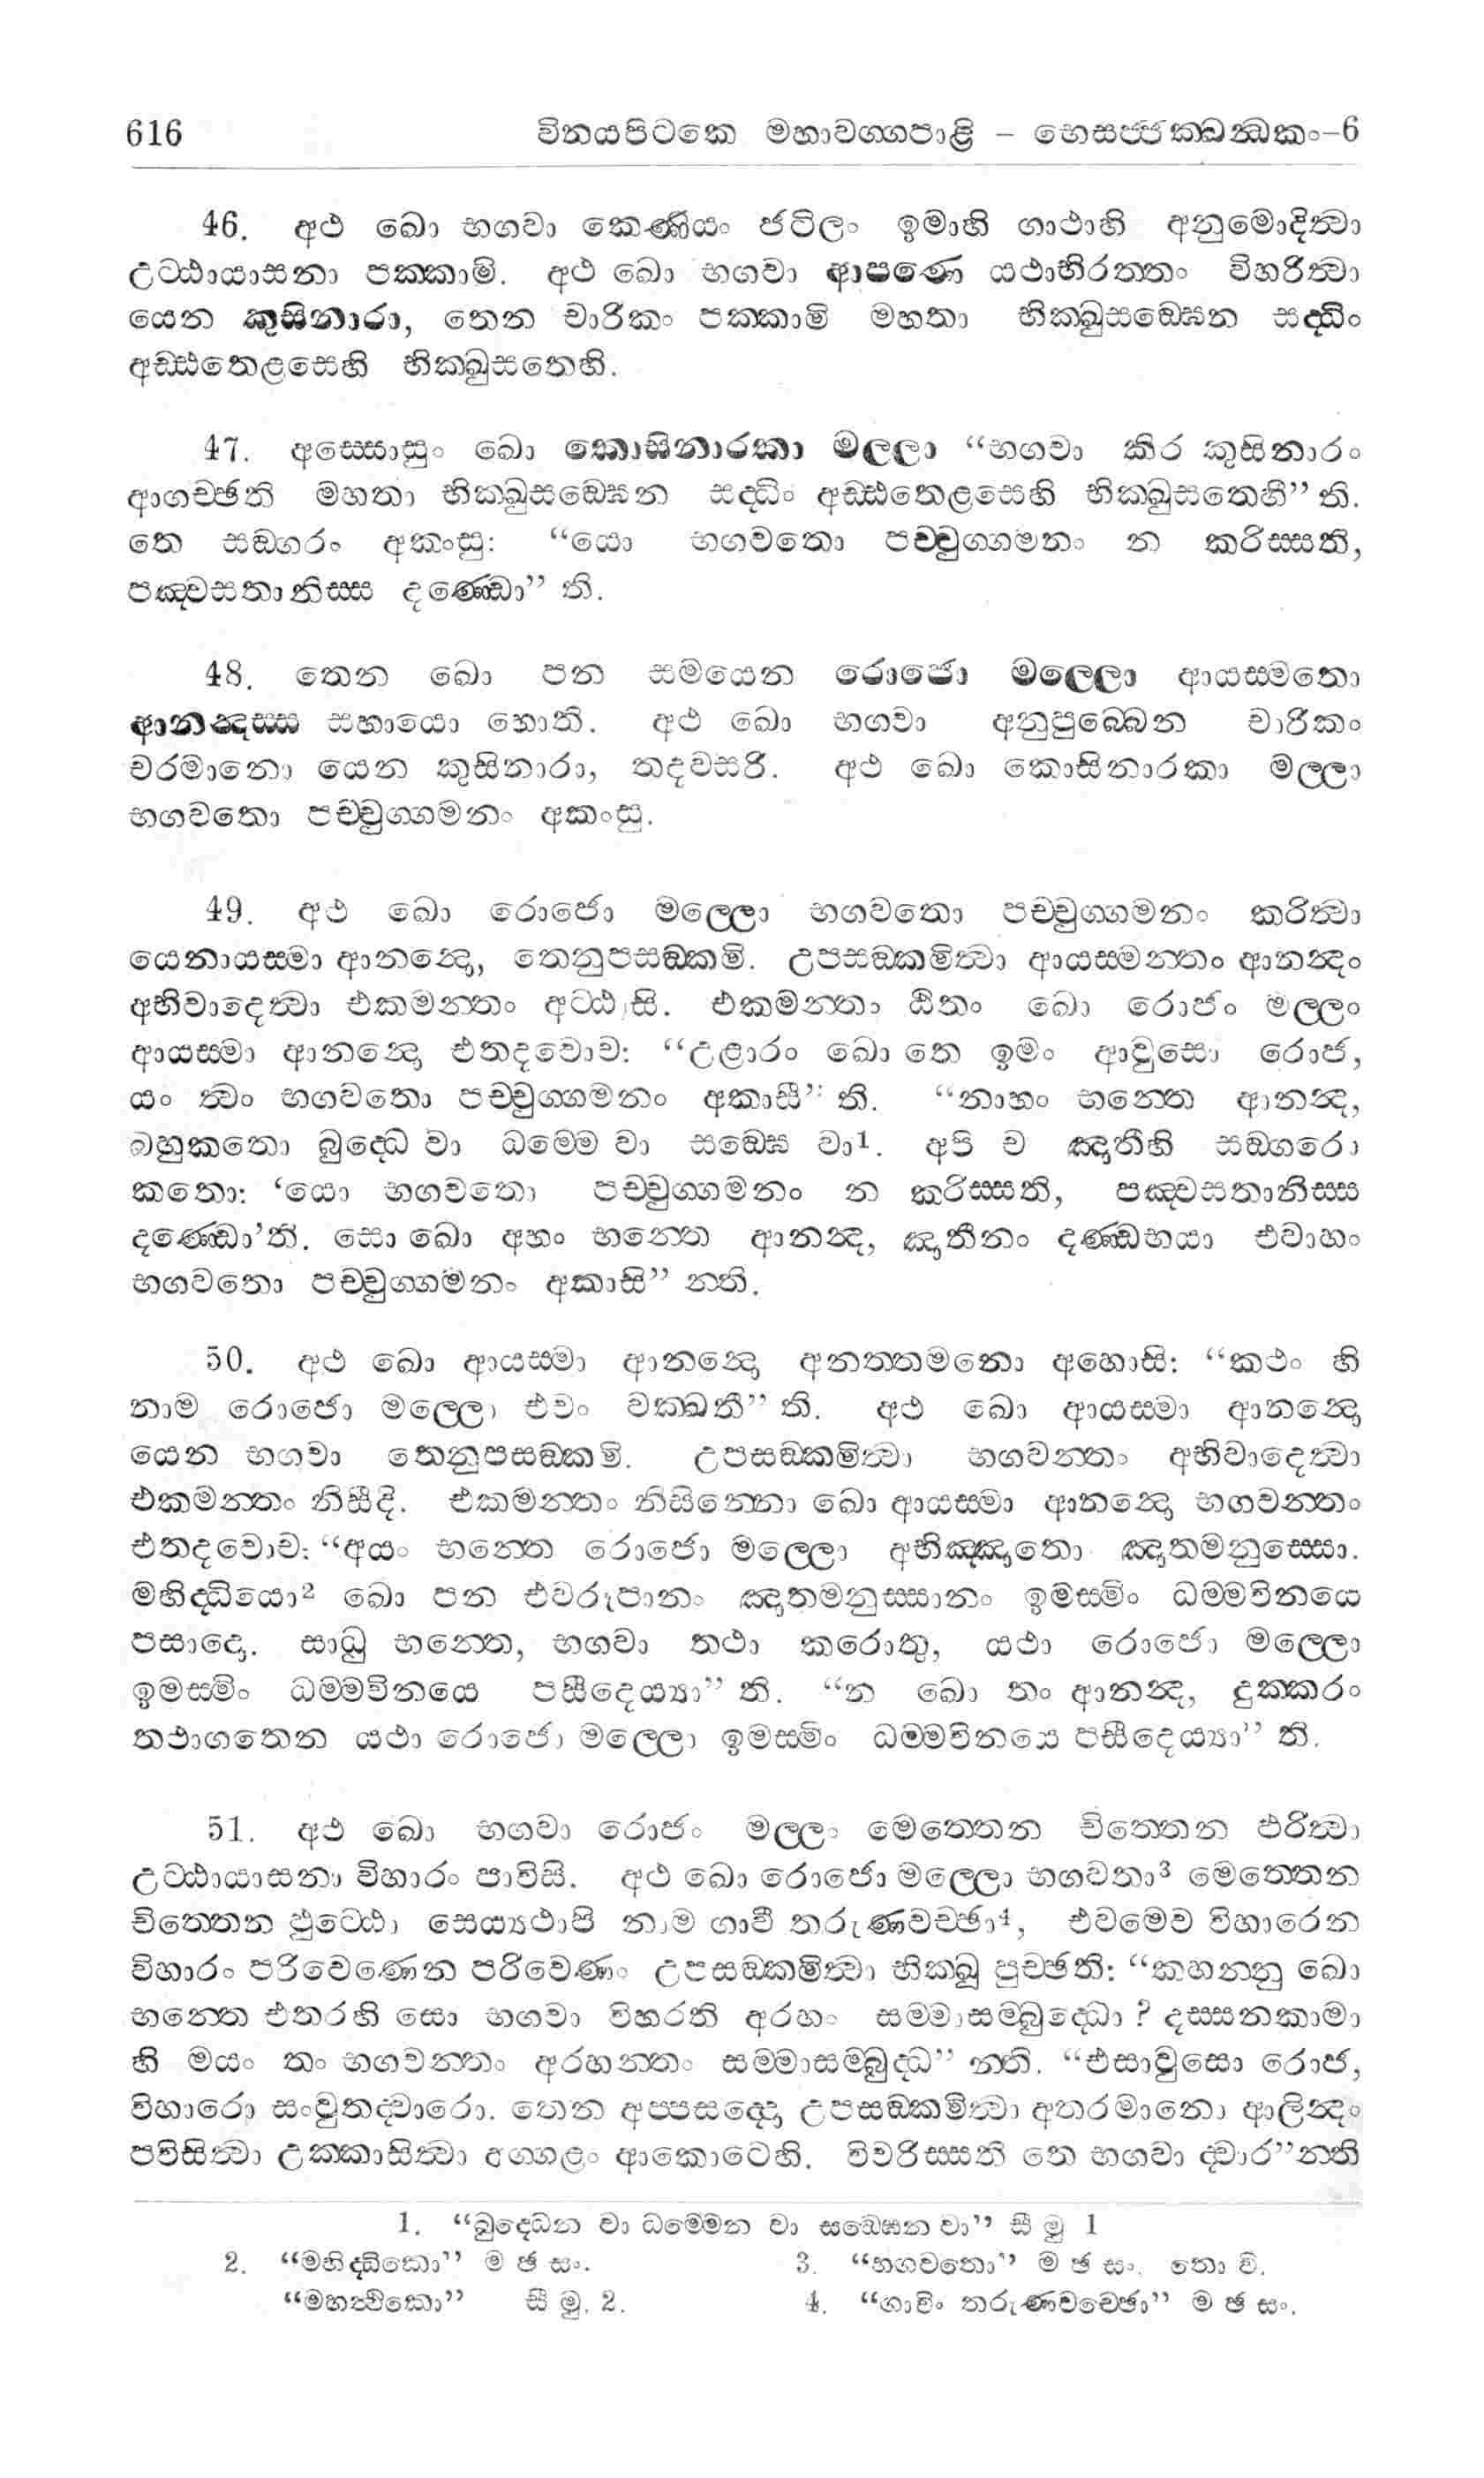 616 විනයපිටකෙ මහාවග්ගපාළි – භෙසජ්ජක්ඛන්ධකං–6
46. අථ ඛො භගවා කෙණියං ජටිලං ඉමාහි ගාථාහි අනුමොදිත්වා
උට්ඨායාසනා පක්කාමි. අථ ඛො භගවා ආපණෙ යථාභිරත්තං විහරිත්වා
යෙන කුසිනාරා, තෙන චාරිකං පක්කාමි මහතා භික්ඛුසඞ්ඝෙන සද්ධිං
අඩ්ඪතෙළසෙහි භික්ඛුසතෙහි.
47. අස්සොසුං ඛො කොසිනාරකා මල්ලා “භගවා කිර කුසිනාරං
ආගච්ඡති මහතා භික්ඛුසඞ්ඝෙන සද්ධිං අඩ්ඪතෙළසෙහි භික්ඛුසතෙහී” ති.
තෙ සඞ්ගරං අකංසු: “යො භගවතො පච්චුග්ගමනං න කරිස්සති,
පඤ්චසතානිස්ස දණ්ඩො” ති.
48. තෙන ඛො පන සමයෙන රොජො මල්ලො ආයස්මතො
ආනන්දස්ස සහායො හොති. අථ ඛො භගවා අනුපුබ්බෙන චාරිකං
චරමානො යෙන කුසිනාරා, තදවසරි. අථ ඛො කොසිනාරකා මල්ලා
භගවතො පච්චුග්ගමනං අකංසු.
49. අථ ඛො රොජො මල්ලො භගවතො පච්චුග්ගමනං කරිත්වා
යෙනායස්මා ආනන්දො, තෙනුපසඞ්කමි. උපසඞ්කමිත්වා ආයස්මන්තං ආනන්දං
අභිවාදෙත්වා එකමන්තං අට්ඨාසි. එකමන්තං ඨිතං ඛො රොජං මල්ලං
ආයස්මා ආනන්දො එතදවොච: “උළාරං ඛො තෙ ඉමං ආවුසො රොජ,
යං ත්වං භගවතො පච්චුග්ගමනං අකාසී” ති. “නාහං භන්තෙ ආනන්ද,
බහුකතො බුද්ධෙ වා ධම්මෙ වා සඞ්ඝෙ වා1. අපි ච ඤාතීහි සඞ්ගරො
කතො: ‘යො භගවතො පච්චුග්ගමනං න කරිස්සති, පඤ්චසතානිස්ස
දණ්ඩො’ති. සො ඛො අහං භන්තෙ ආනන්ද, ඤාතීනං දණ්ඩභයා එවාහං
භගවතො පච්චුග්ගමනං අකාසි” න්ති.
50. අථ ඛො ආයස්මා ආනන්දො අනත්තමනො අහොසි: “කථං හි
නාම රොජො මල්ලො එවං වක්ඛතී” ති. අථ ඛො ආයස්මා ආනන්දො
යෙන භගවා තෙනුපසඞ්කමි. උපසඞ්කමිත්වා භගවන්තං අභිවාදෙත්වා
එකමන්තං නිසීදි. එකමන්තං නිසින්නො ඛො ආයස්මා ආනන්දො භගවන්තං
එතදවොච: “අයං භන්තෙ රොජො මල්ලො අභිඤ්ඤාතො ඤාතමනුස්සො.
මහිද්ධියො2 ඛො පන එවරූපානං ඤාතමනුස්සානං ඉමස්මිං ධම්මවිනයෙ
පසාදො. සාධු භන්තෙ, භගවා තථා කරොතු, යථා රොජො මල්ලො
ඉමස්මිං ධම්මවිනයෙ පසීදෙය්‍යා” ති. “න ඛො තං ආනන්ද, දුක්කරං
තථාගතෙන යථා රොජො මල්ලො ඉමස්මිං ධම්මවිනයෙ පසීදෙය්‍යා” ති.
51. අථ ඛො භගවා රොජං මල්ලං මෙත්තෙන චිත්තෙන ඵරිත්වා
උට්ඨායාසනා විහාරං පාවිසි. අථ ඛො රොජො මල්ලො භගවතා3 මෙත්තෙන
චිත්තෙන ඵුට්ඨො සෙය්‍යථාපි නාම ගාවී තරුණවච්ඡා4, එවමෙව විහාරෙන
විහාරං පරිවෙණෙන පරිවෙණං උපසඞ්කමිත්වා භික්ඛූ පුච්ඡති: “කහන්නු ඛො
භන්තෙ එතරහි සො භගවා විහරති අරහං සම්මාසම්බුද්ධො ? දස්සනකාමා
හි මයං තං භගවන්තං අරහන්තං සම්මාසම්බුද්ධ” න්ති. “එසාවුසො රොජ,
විහාරො සංවුතද්වාරො. තෙන අප්පසද්දො උපසඞ්කමිත්වා අතරමානො ආලින්දං
පවිසිත්වා උක්කාසිත්වා අග්ගළං ආකොටෙහි. විවරිස්සති තෙ භගවා ද්වාර”න්ති
1. “බුද්ධෙන වා ධම්මෙන වා සඞ්ඝෙන වා” සී මු 1
2. “මහිද්ධිකො” ම ඡ සං. 3. “භගවතො” ම ඡ සං. තො වි.
“මහත්ථිකො” සී මු. 2. 4. “ගාවිං තරුණවච්ඡො” ම ඡ සං.